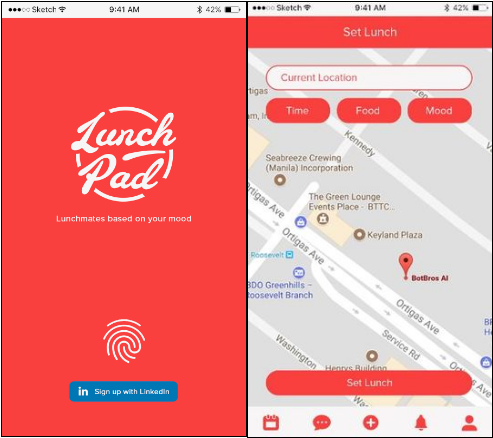 Sketch
9:41 AM
42%
Lunch
Pad
Lunchmates based on your mood
in Sign up with LinkedIn
Sketch
9:41 AM
42%
Set Lunch
Current Location
Time
Food
Mood
Kennedy
Seabreeze Crewing
(Manila) Incorporation
The Green Lounge
Events Place - BTTC...
Ortigas Ave
Keyland Plaza
Ortigas Ave
Roosevelt
BotBros AI
BDO Greenhills –
Roosevelt Branch
Ortigas Ave
Service Rd
Washington
Henrys Building
Set Lunch